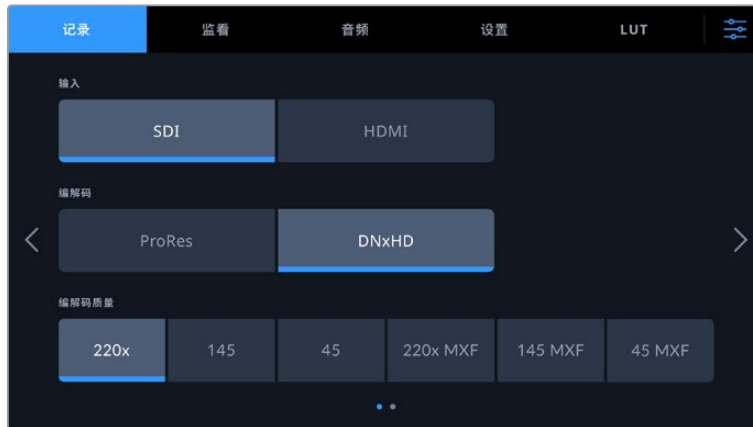 记录 监看 音频 设置 LUT
输入
SDI HDMI
编解码
ProRes DNxHD
编解码质量
220x 145 45 220x MXF 145 MXF 45 MXF